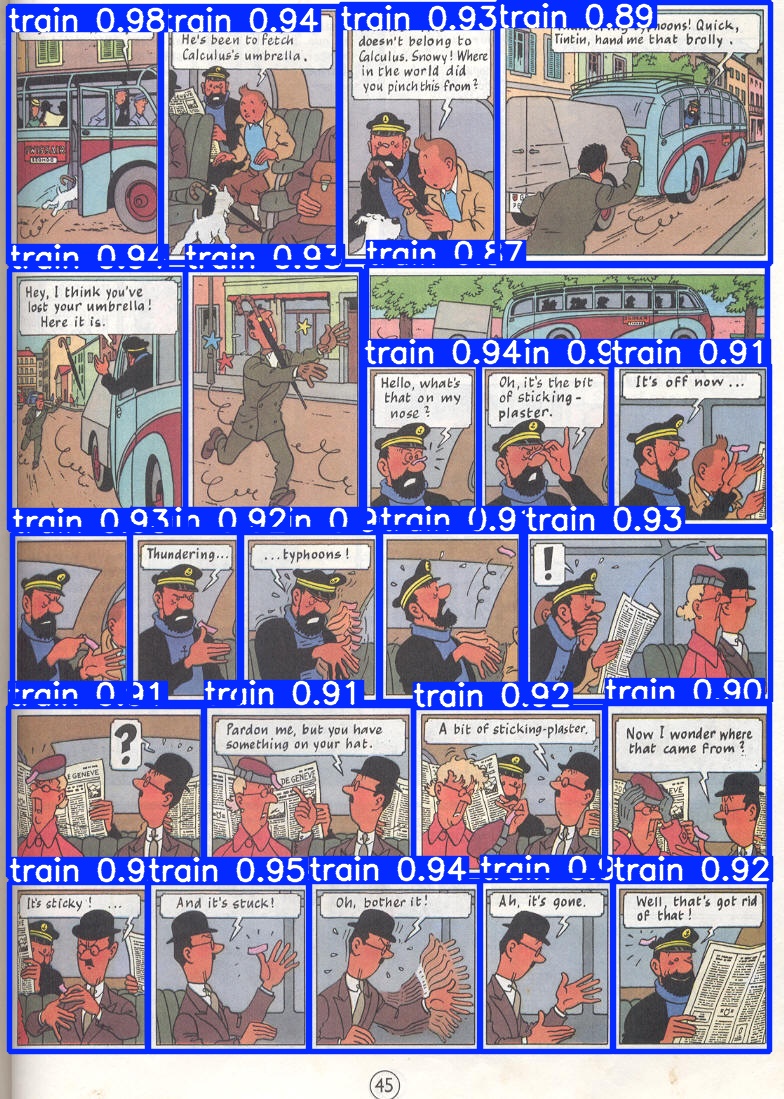 train 0.98
train 0.94
train 0.93
train 0.89
He's been to fetch
Calculus's umbrella.
doesn't belong to
Calculus. Snowy! Where
in the world did
you pinch this from?
Quick,
Tintin, hand me that brolly.
train 0.94
train 0.93
train 0.87
Hey, I think you've
lost your umbrella!
Here it is.
train 0.94
train 0.91
Hello, what's
that on my
nose?
Oh, it's the bit
of sticking-
plaster.
It's off now ...
train 0.93
0.92
train 0.93
Thundering...
...typhoons!
!
train 0.91
train 0.91
train 0.92
train 0.90
?
DE GENEVE
Pardon me, but you have
something on your hat.
DE GENEVE
A bit of sticking-plaster.
Now I wonder where
that came from?
train 0.9
train 0.95
train 0.94
train 0.92
It's sticky! ...
And it's stuck!
Oh, bother it!
Ah, it's gone.
Well, that's got rid
of that!
45